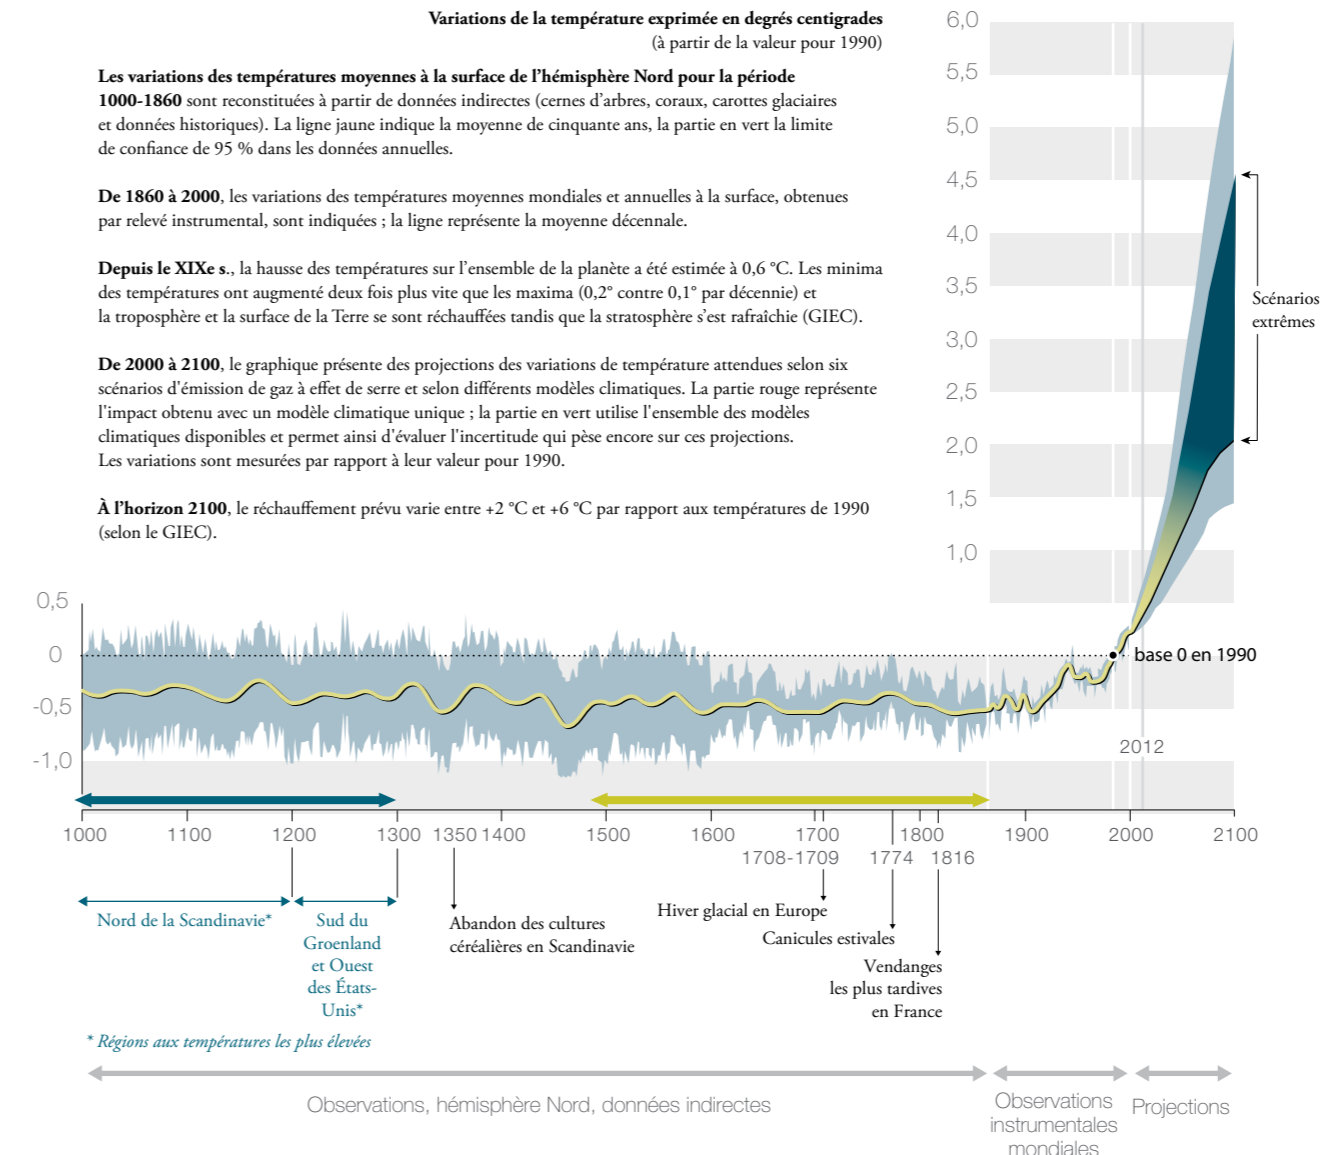 Variations de la température exprimée en degrés centigrades
(à partir de la valeur pour 1990)
Les variations des températures moyennes à la surface de l’hémisphère Nord pour la période
1000-1860 sont reconstituées à partir de données indirectes (cernes d’arbres, coraux, carottes glaciaires
et données historiques). La ligne jaune indique la moyenne de cinquante ans, la partie en vert la limite
de confiance de 95 % dans les données annuelles.
De 1860 à 2000, les variations des températures moyennes mondiales et annuelles à la surface, obtenues
par relevé instrumental, sont indiquées ; la ligne représente la moyenne décennale.
Depuis le XIXe s., la hausse des températures sur l’ensemble de la planète a été estimée à 0,6 °C. Les minima
des températures ont augmenté deux fois plus vite que les maxima (0,2° contre 0,1° par décennie) et
la troposphère et la surface de la Terre se sont réchauffées tandis que la stratosphère s’est rafraîchie (GIEC).
De 2000 à 2100, le graphique présente des projections des variations de température attendues selon six
scénarios d'émission de gaz à effet de serre et selon différents modèles climatiques. La partie rouge représente
l'impact obtenu avec un modèle climatique unique ; la partie en vert utilise l'ensemble des modèles
climatiques disponibles et permet ainsi d'évaluer l'incertitude qui pèse encore sur ces projections.
Les variations sont mesurées par rapport à leur valeur pour 1990.
À l’horizon 2100, le réchauffement prévu varie entre +2 °C et +6 °C par rapport aux températures de 1990
(selon le GIEC).
6,0
5,5
5,0
4,5
4,0
3,5
3,0
2,5
2,0
1,5
1,0
Scénarios
extrêmes
0,5
0
-0,5
-1,0
base 0 en 1990
2012
1000
1100
1200
1300
1350
1400
1500
1600
1700
1800
1900
2000
2100
1708-1709
1774
1816
Nord de la Scandinavie*
Sud du
Groenland
et Ouest
des États-
Unis*
Abandon des cultures
céréalières en Scandinavie
Hiver glacial en Europe
Canicules estivales
Vendanges
les plus tardives
en France
* Régions aux températures les plus élevées
Observations, hémisphère Nord, données indirectes
Observations
instrumentales
mondiales
Projections